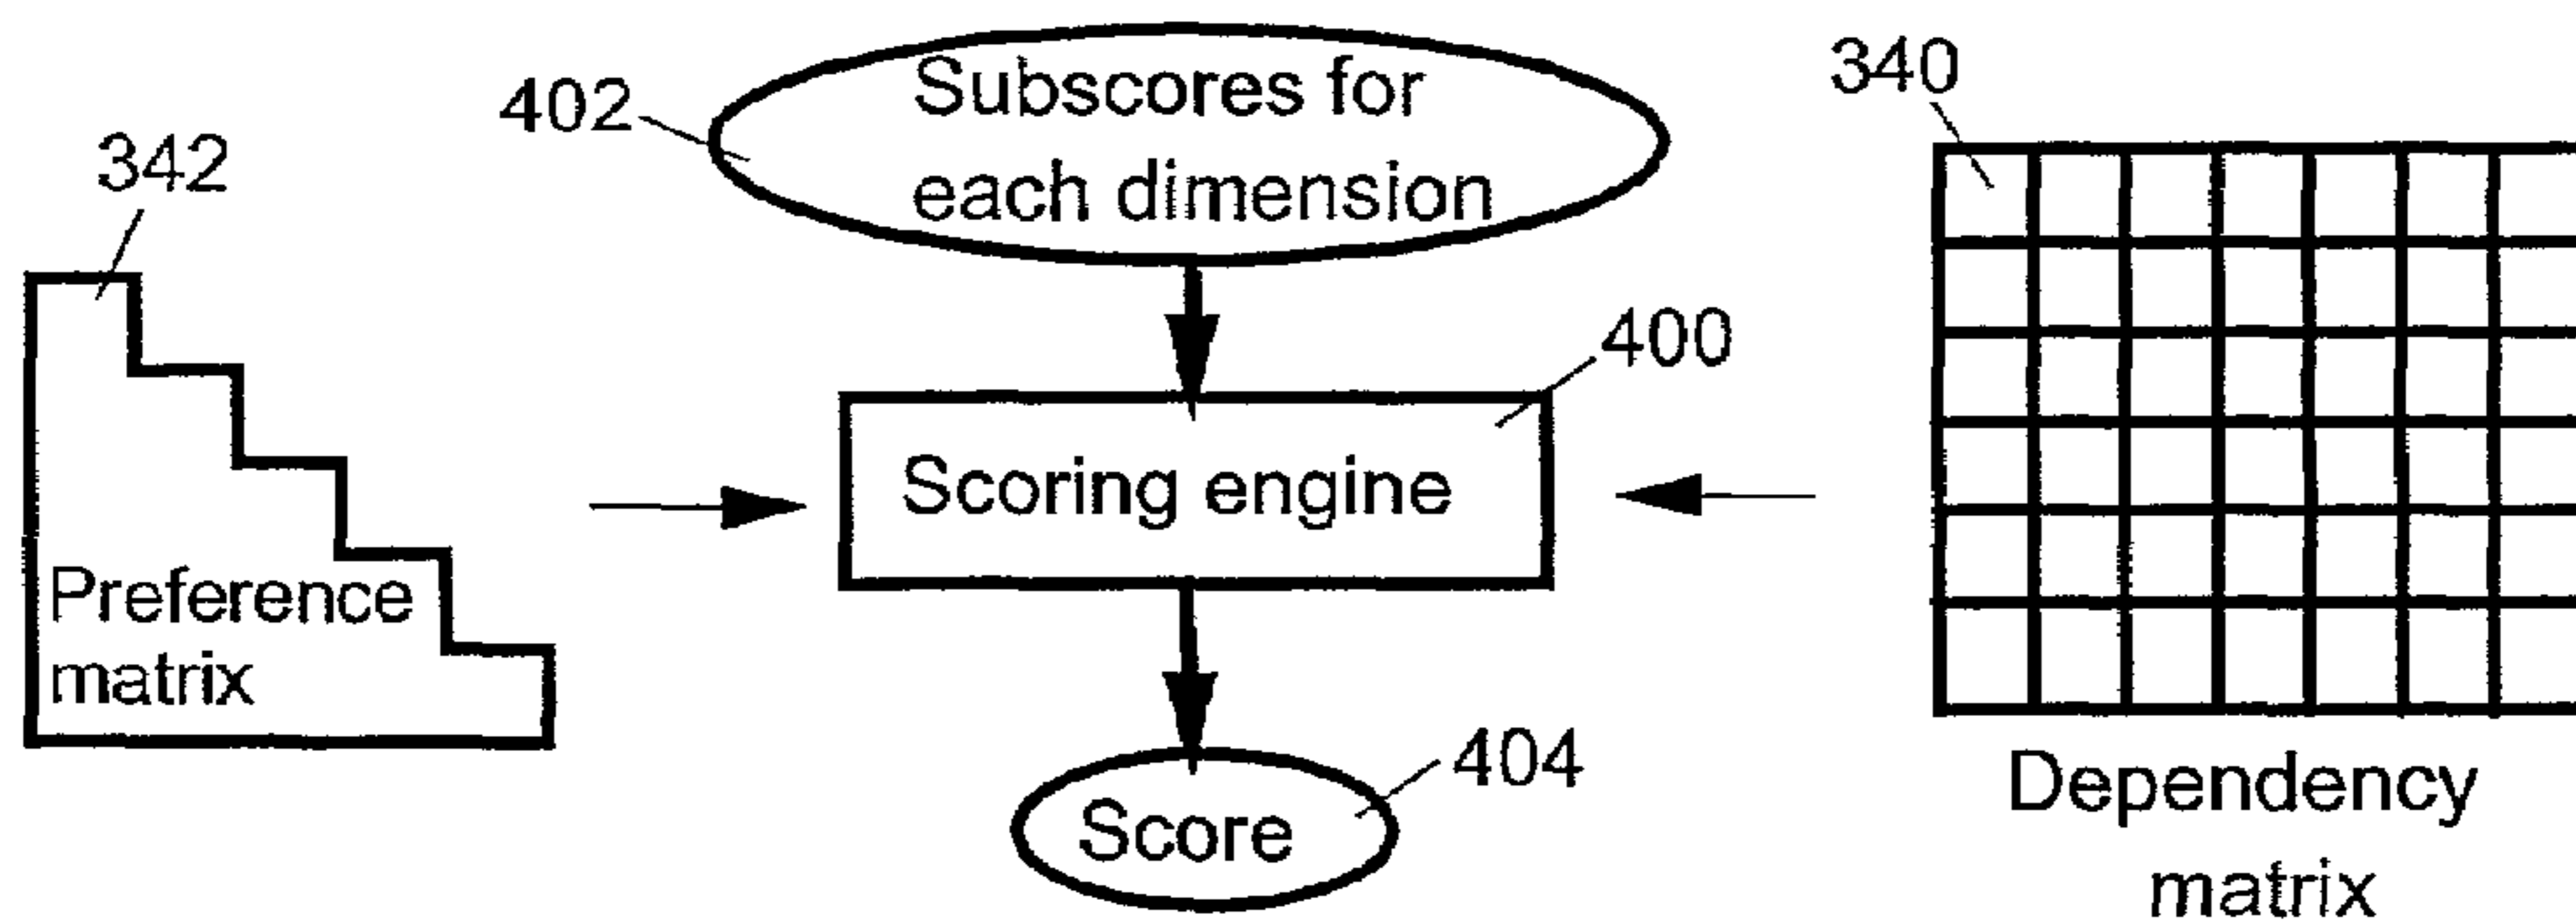 402
Subscores for
each dimension
340
342
400
Scoring engine
Preference
matrix
404
Score
Dependency
matrix